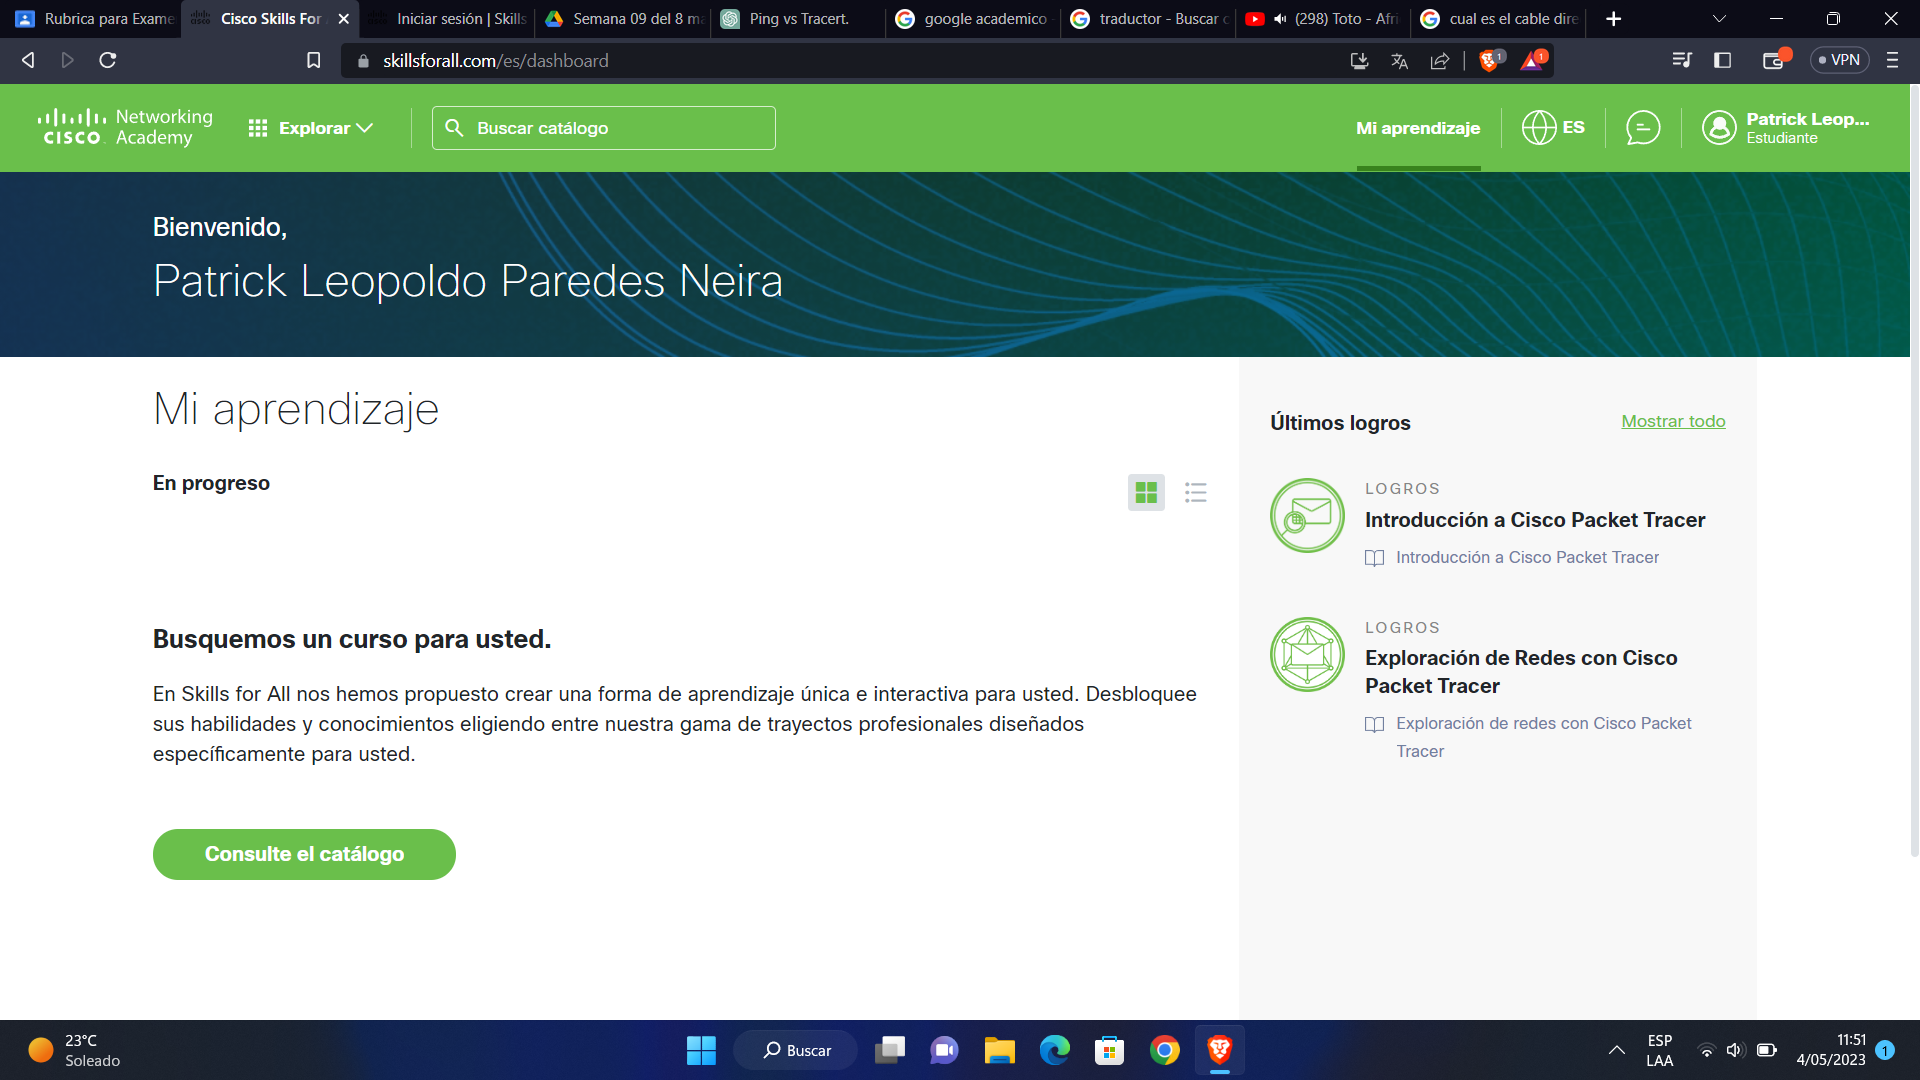 Rubrica para Exame
Cisco Skills For
Iniciar sesión | Skills
Semana 09 del 8 ma
Ping vs Tracert.
google academico -
traductor - Buscar c
(298) Toto - Afri
cual es el cable dire
skillsforall.com/es/dashboard
1
1
VPN
CISCO Networking
Academy
Explorar
Buscar catálogo
Mi aprendizaje
ES
Patrick Leop...
Estudiante
Bienvenido,
Patrick Leopoldo Paredes Neira
Mi aprendizaje
En progreso
Busquemos un curso para usted.
En Skills for All nos hemos propuesto crear una forma de aprendizaje única e interactiva para usted. Desbloquee
sus habilidades y conocimientos eligiendo entre nuestra gama de trayectos profesionales diseñados
específicamente para usted.
Consulte el catálogo
Últimos logros
Mostrar todo
LOGROS
Introducción a Cisco Packet Tracer
Introducción a Cisco Packet Tracer
LOGROS
Exploración de Redes con Cisco
Packet Tracer
Exploración de redes con Cisco Packet
Tracer
23°C
Soleado
Buscar
ESP
LAA
11:51
4/05/2023
1